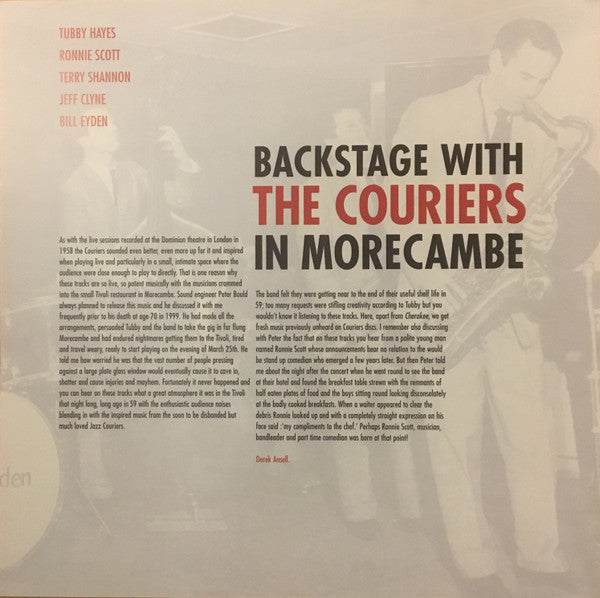 TUBBY HAYES
RONNIE SCOTT
TERRY SHANNON
JEFF CLYNE
BILL EYDEN
BACKSTAGE WITH
THE COURIERS
IN MORECAMBE
As with the live sessions recorded at the Dominion theatre in London in
1958 the Couriers sounded even better, even more up for it and inspired
when playing live and particularly in a small, intimate space where the
audience were close enough to play to directly. That is one reason why
these tracks are so live, so potent musically with the musicians crammed
into the small Tivoli restaurant in Morecambe. Sound engineer Peter Bould
always planned to release this music and he discussed it with me
frequently prior to his death at age 70 in 1999. He had made all the
arrangements, persuaded Tubby and the band to take the gig in far flung
Morecambe and had endured nightmares getting them to the Tivoli, tired
and travel weary, ready to start playing on the evening of March 25th. He
told me how worried he was that the vast number of people pressing
against a large plate glass window would eventually cause it to cave in,
shatter and cause injuries and mayhem. Fortunately it never happened and
you can hear on these tracks what a great atmosphere it was in the Tivoli
that night long, long ago in 59 with the enthusiastic audience noises
blending in with the inspired music from the soon to be disbanded but
much loved Jazz Couriers.
The band felt they were getting near to the end of their useful shelf life in
59; too many requests were stifling creativity according to Tubby but you
wouldn't know it listening to these tracks. Here, apart from Cherokee, we get
fresh music previously unheard on Couriers discs. I remember also discussing
with Peter the fact that on these tracks you hear from a polite young man
named Ronnie Scott whose announcements bear no relation to the would
be stand up comedian who emerged a few years later. But then Peter told
me about the night after the concert when he went round to see the band
at their hotel and found the breakfast table strewn with the remnants of
half eaten plates of food and the boys sitting round looking disconsolately
at the badly cooked breakfasts. When a waiter appeared to clear the
debris Ronnie looked up and with a completely straight expression on his
face said :'my compliments to the chef.' Perhaps Ronnie Scott, musician,
bandleader and part time comedian was born at that point!
Derek Ansell.
den